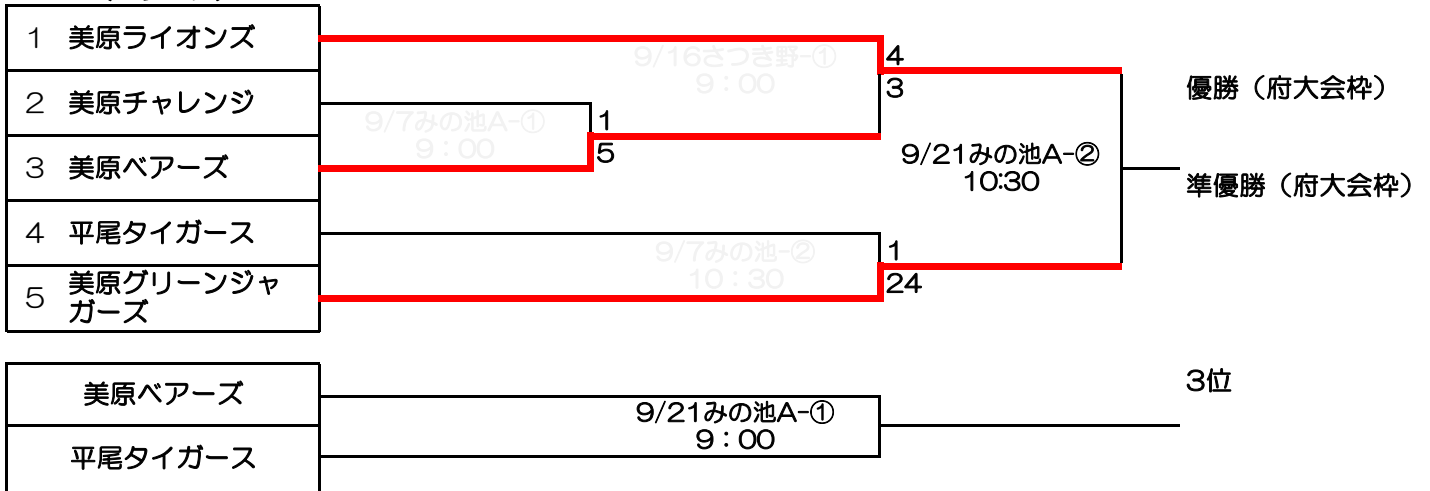 1 美原ライオンズ
9/16さつき野-①
9：00
4
3
優勝（府大会枠）
2 美原チャレンジ
9/7みの池A-①
9：00
1
5
3 美原ベアーズ
9/21みの池A-②
10:30
準優勝（府大会枠）
4 平尾タイガース
9/7みの池-②
10：30
1
24
5 美原グリーンジャ
ガーズ
美原ベアーズ
3位
9/21みの池A-①
9：00
平尾タイガース